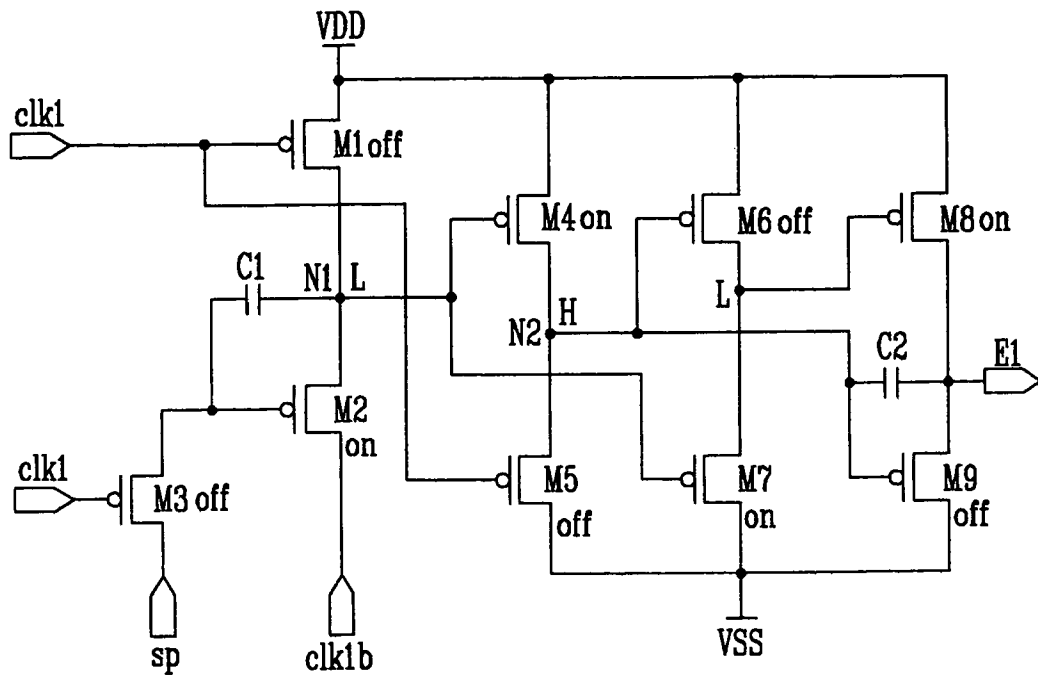 VDD
clk1
M1 off
M4 on
M6 off
M8 on
C1
N1 L
L
N2 H
C2
E1
M2
on
clk1
M3 off
M5
off
M7
on
M9
off
sp
clk1b
VSS